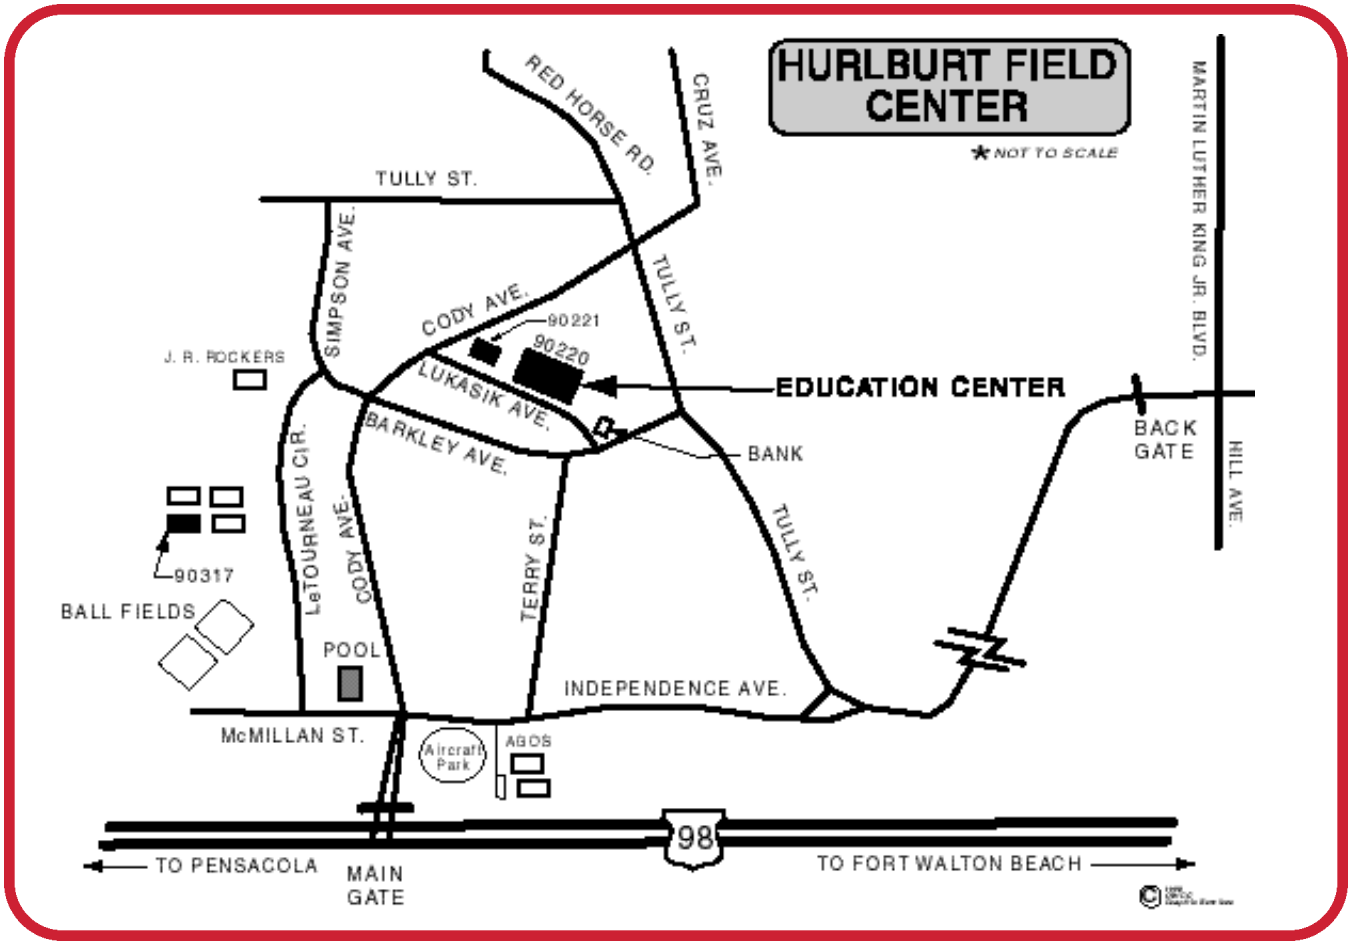 HURLBURT FIELD
CENTER
★ NOT TO SCALE
RED HORSE RD.
CRUZ AVE.
MARTIN LUTHER KING JR. BLVD.
TULLY ST.
SIMPSON AVE.
TULLY ST.
CODY AVE.
90221
90220
J. R. ROCKERS
LUKASIK AVE.
EDUCATION CENTER
BARKLEY AVE.
BANK
BACK
GATE
HILL AVE.
LeTOURNEAU CIR.
CODY AVE.
TERRY ST.
TULLY ST.
90317
BALL FIELDS
POOL
INDEPENDENCE AVE.
McMILLAN ST.
Aircraft
Park
AGOS
98
TO PENSACOLA
MAIN
GATE
TO FORT WALTON BEACH
©